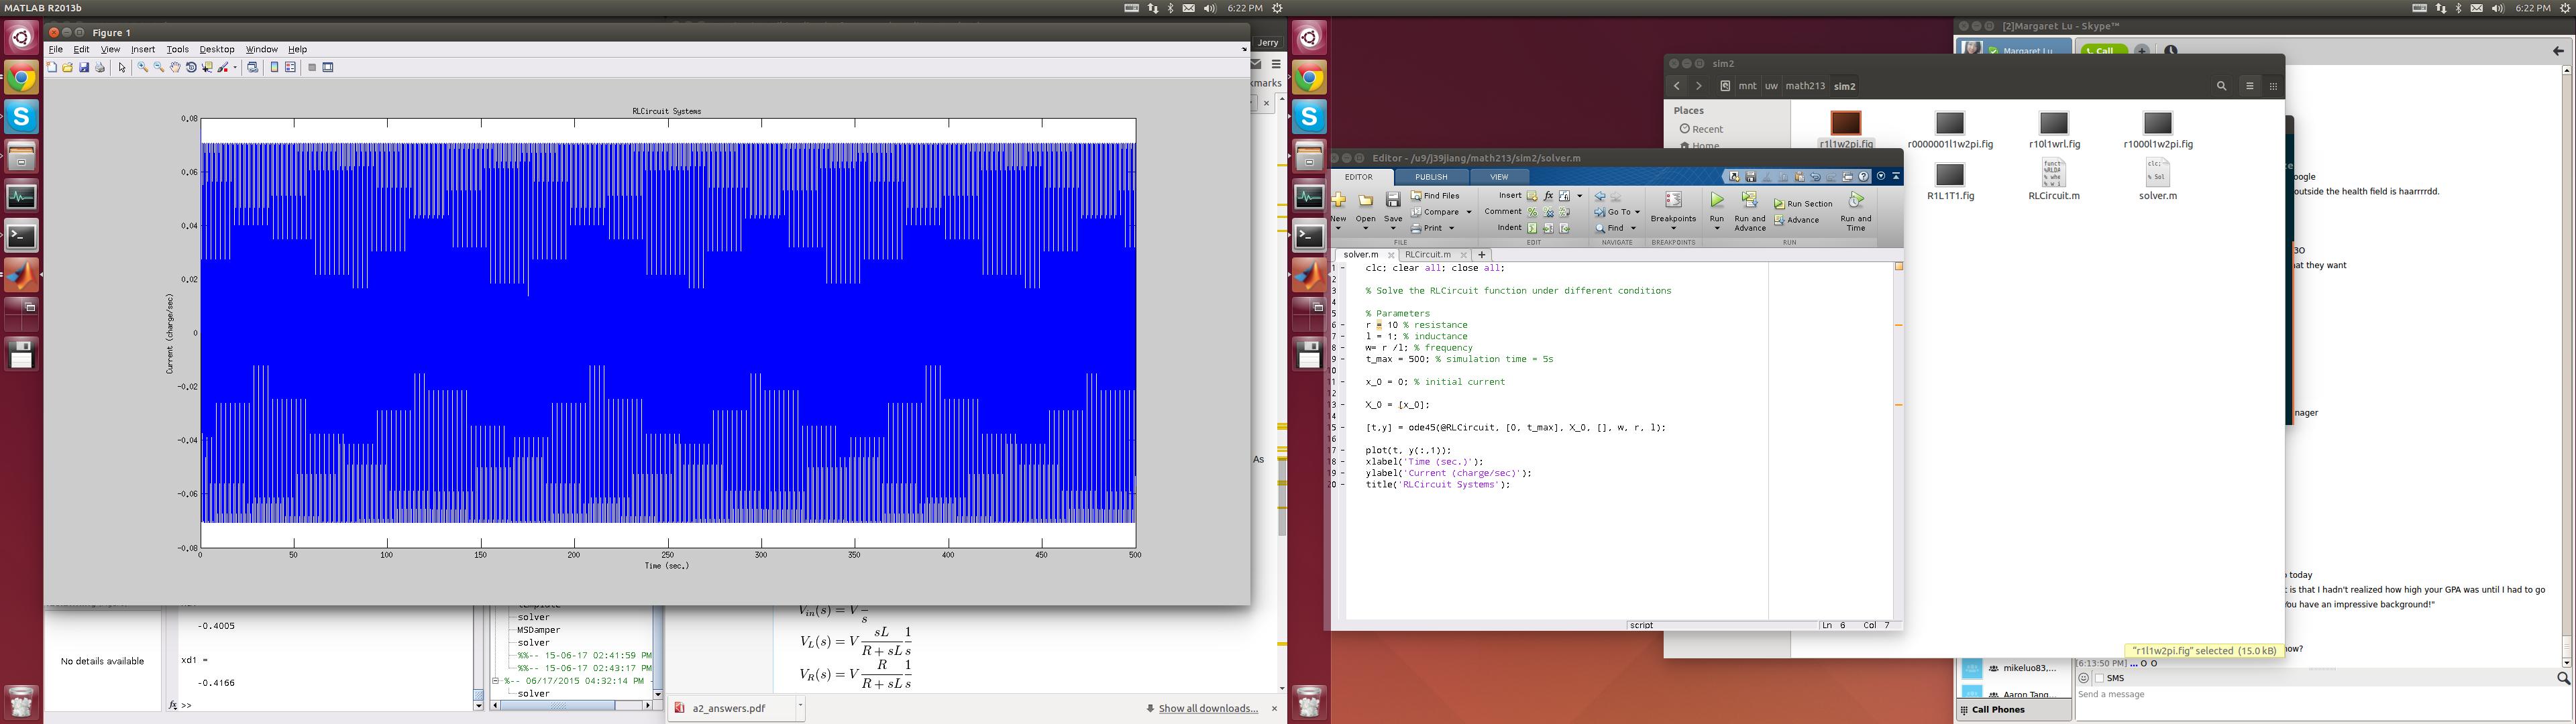 MATLAB R2013b
6:22 PM
Figure 1
File Edit View Insert Tools Desktop Window Help
RLCircuit Systems
0.08
0.06
0.04
0.02
0
-0.02
-0.04
-0.06
-0.08
Current (charge/sec)
0 50 100 150 200 250 300 350 400 450 500
Time (sec.)
Jerry
kmarks
As
No details available
-0.4005
xd1 =
-0.4166
fx >>
template
solver
MSDamper
solver
%%-- 15-06-17 02:41:59 PM
%%-- 15-06-17 02:43:17 PM
%-- 06/17/2015 04:32:14 PM
solver
V_in(s) = V — s
V_L(s) = V sL / R + sL 1 / s
V_R(s) = V R / R + sL 1 / s
a2_answers.pdf
Show all downloads...
6:22 PM
[2]Margaret Lu - Skype™
Margaret Lu
Call
sim2
mnt uw math213 sim2
Places
Recent
Home
r1l1w2pi.fig
r0000001l1w2pi.fig
r10l1wrl.fig
r1000l1w2pi.fig
R1L1T1.fig
RLCircuit.m
solver.m
Editor - /u9/j39jiang/math213/sim2/solver.m
EDITOR PUBLISH VIEW
New Open Save
Find Files
Compare
Print
FILE
Insert
Comment
Indent
EDIT
Go To
Find
NAVIGATE
Breakpoints
BREAKPOINTS
Run
Run and Advance
Run Section
Advance
Run and Time
RUN
solver.m RLCircuit.m
1 clc; clear all; close all;
2
3 % Solve the RLCircuit function under different conditions
4
5 % Parameters
6 r = 10 % resistance
7 l = 1; % inductance
8 w= r /l; % frequency
9 t_max = 500; % simulation time = 5s
10
11 x_0 = 0; % initial current
12
13 X_0 = [x_0];
14
15 [t,y] = ode45(@RLCircuit, [0, t_max], X_0, [], w, r, l);
16
17 plot(t, y(:,1));
18 xlabel('Time (sec.)');
19 ylabel('Current (charge/sec)');
20 title('RLCircuit Systems');
script
Ln 6 Col 7
"r1l1w2pi.fig" selected (15.0 kB)
oogle
outside the health field is haarrrrdd.
3O
at they want
nager
today
is that I hadn't realized how high your GPA was until I had to go
You have an impressive background!"
now?
[6:13:50 PM] ... O O
mikeluo83,...
SMS
Aaron Tang...
Send a message
Call Phones